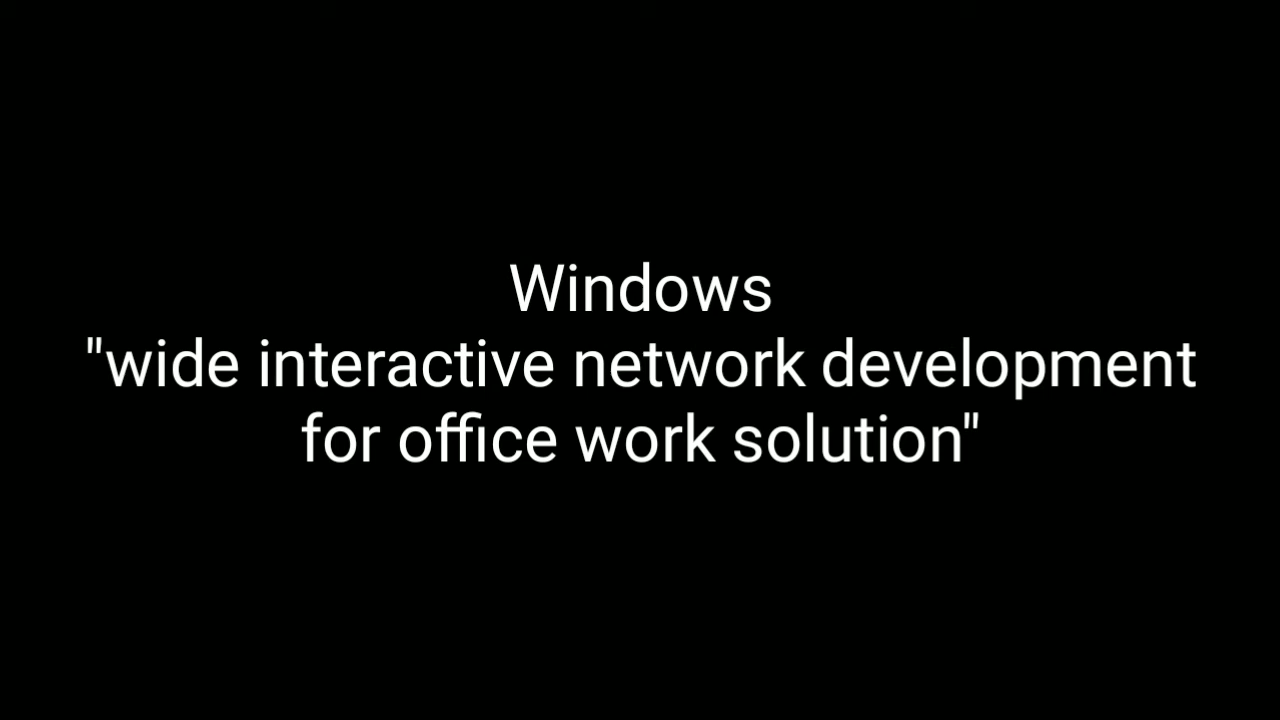 Windows
"wide interactive network development
for office work solution"